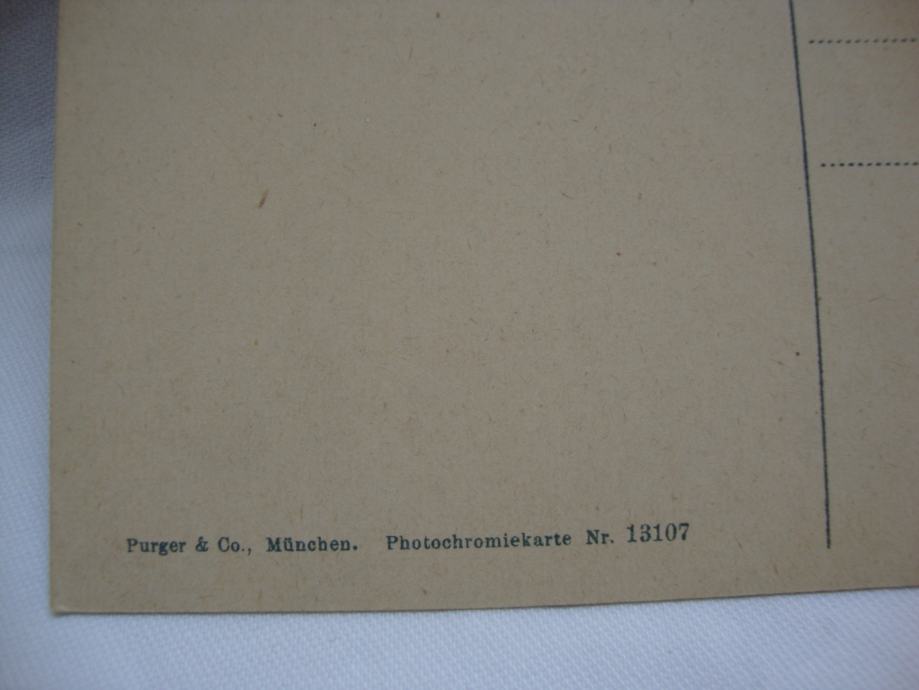 Purger & Co., München. Photochromiekarte Nr. 13107